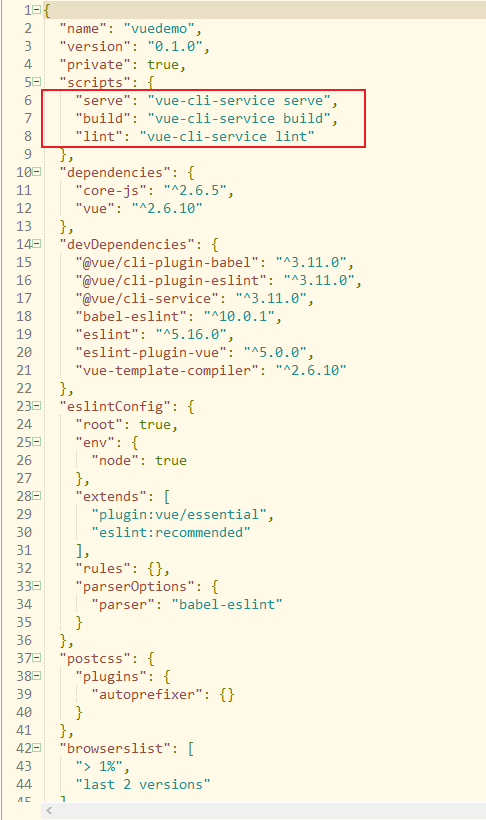 1 {
2 "name": "vuedemo",
3 "version": "0.1.0",
4 "private": true,
5 "scripts": {
6 "serve": "vue-cli-service serve",
7 "build": "vue-cli-service build",
8 "lint": "vue-cli-service lint"
9 },
10 "dependencies": {
11 "core-js": "^2.6.5",
12 "vue": "^2.6.10"
13 },
14 "devDependencies": {
15 "@vue/cli-plugin-babel": "^3.11.0",
16 "@vue/cli-plugin-eslint": "^3.11.0",
17 "@vue/cli-service": "^3.11.0",
18 "babel-eslint": "^10.0.1",
19 "eslint": "^5.16.0",
20 "eslint-plugin-vue": "^5.0.0",
21 "vue-template-compiler": "^2.6.10"
22 },
23 "eslintConfig": {
24 "root": true,
25 "env": {
26 "node": true
27 },
28 "extends": [
29 "plugin:vue/essential",
30 "eslint:recommended"
31 ],
32 "rules": {},
33 "parserOptions": {
34 "parser": "babel-eslint"
35 }
36 },
37 "postcss": {
38 "plugins": {
39 "autoprefixer": {}
40 }
41 },
42 "browserslist": [
43 "> 1%",
44 "last 2 versions"
45 ]